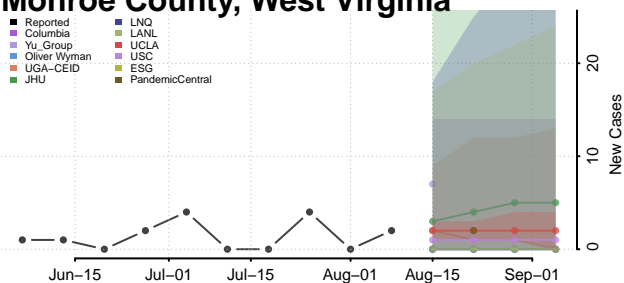 Monroe County, West Virginia
Reported
Columbia
Yu_Group
Oliver Wyman
UGA−CEID
JHU
LNQ
LANL
UCLA
USC
ESG
PandemicCentral
20
10
0
New Cases
Jun−15
Jul−01
Jul−15
Aug−01
Aug−15
Sep−01